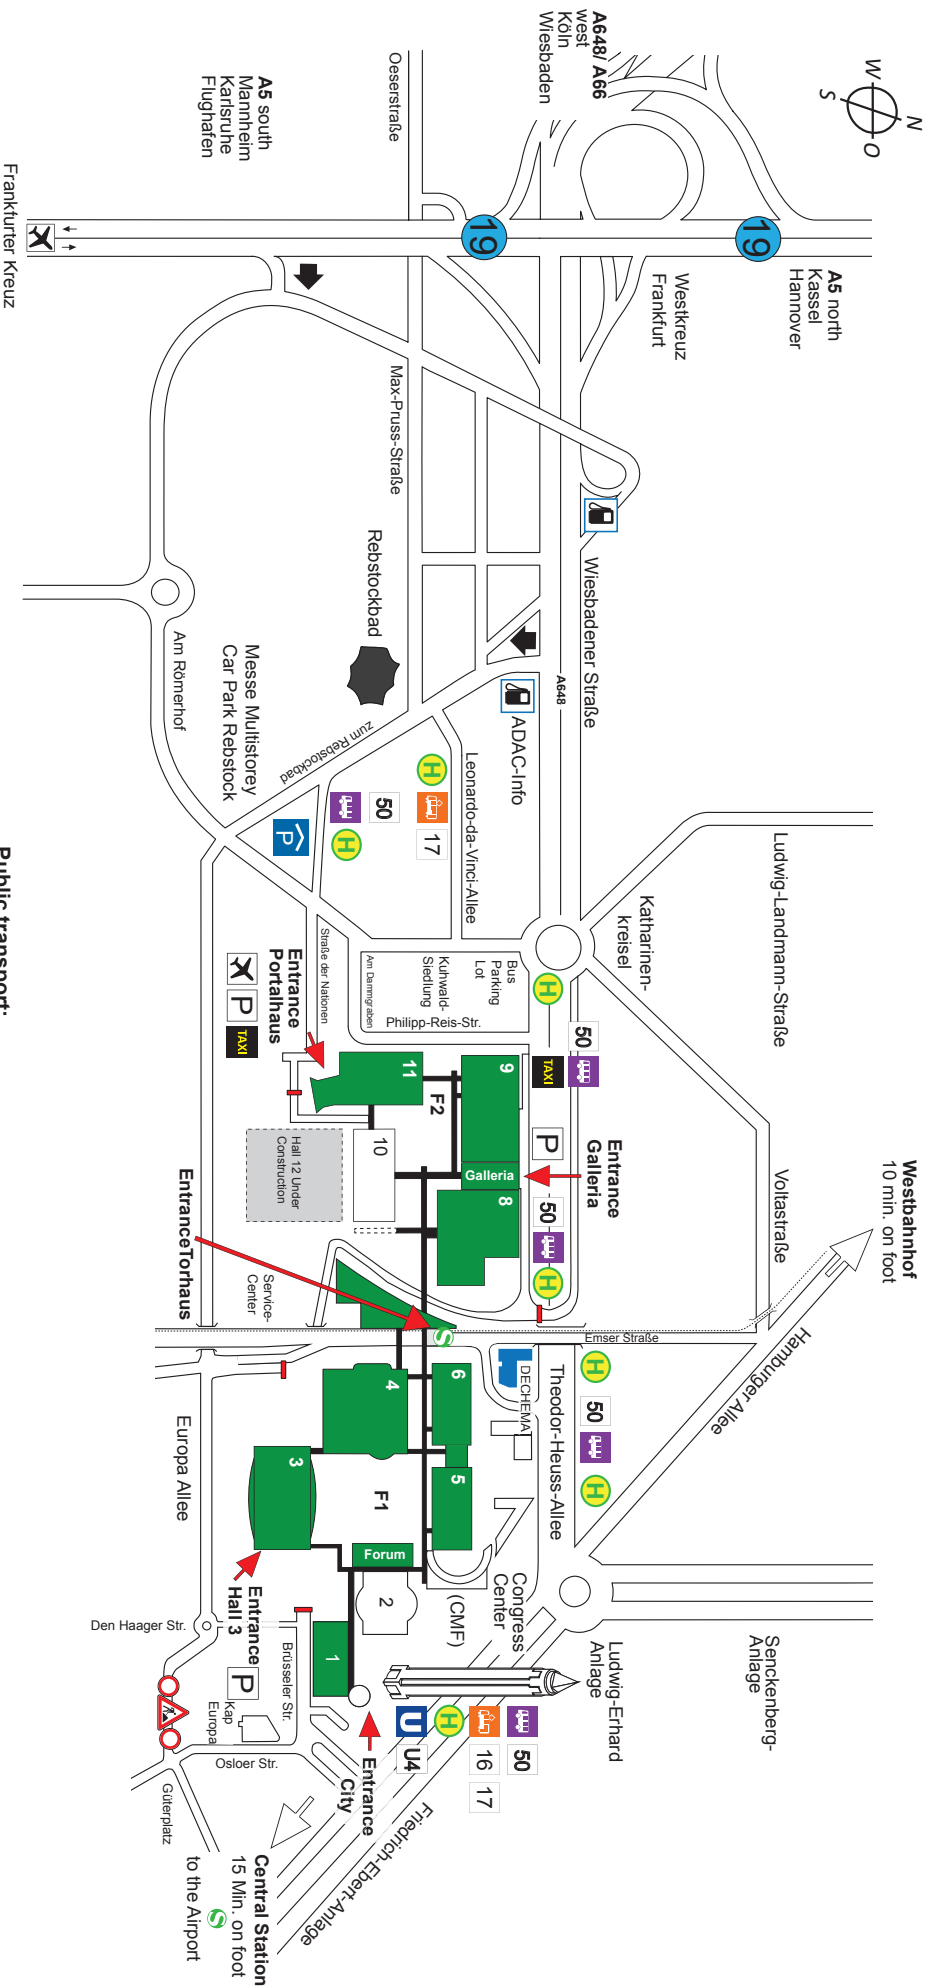 N
O
S
W
A648/ A66
west
Köln
Wiesbaden
19
19
A5 north
Kassel
Hannover
Westkreuz
Frankfurt
Oeserstraße
A5 south
Mannheim
Karlsruhe
Flughafen
Frankfurter Kreuz
Max-Pruss-Straße
Rebstockbad
Wiesbadener Straße
A648
ADAC-Info
Am Römerhof
Messe Multistorey
Car Park Rebstock
zum Rebstockbad
P
H
17
50
H
Leonardo-da-Vinci-Allee
Ludwig-Landmann-Straße
Katharinen-
kreisel
Bus
Parking
Lot
Kuhwald-
Siedlung
Philipp-Reis-Str.
Am Dammgraben
Straße der Nationen
Entrance
Portalhaus
P
TAXI
H
50
TAXI
P
Entrance
Galleria
50
H
Voltastraße
Westbahnhof
10 min. on foot
Hamburger Allee
11
9
F2
10
Galleria
8
Hall 12 Under
Construction
EntranceTorhaus
Service-
Center
S
Emser Straße
DECHEMA
Theodor-Heuss-Allee
H
50
H
6
4
5
3
F1
Forum
2
1
(CMF)
Congress
Center
Europa Allee
Entrance
Hall 3
Den Haager Str.
P
Brüsseler Str.
Kap
Europa
Osloer Str.
Güterplatz
Ludwig-Erhard
Anlage
Senckenberg-
Anlage
50
16
17
H
U
U4
Entrance
City
Friedrich-Ebert-Anlage
Central Station
15 Min. on foot
S
to the Airport
Public transport: